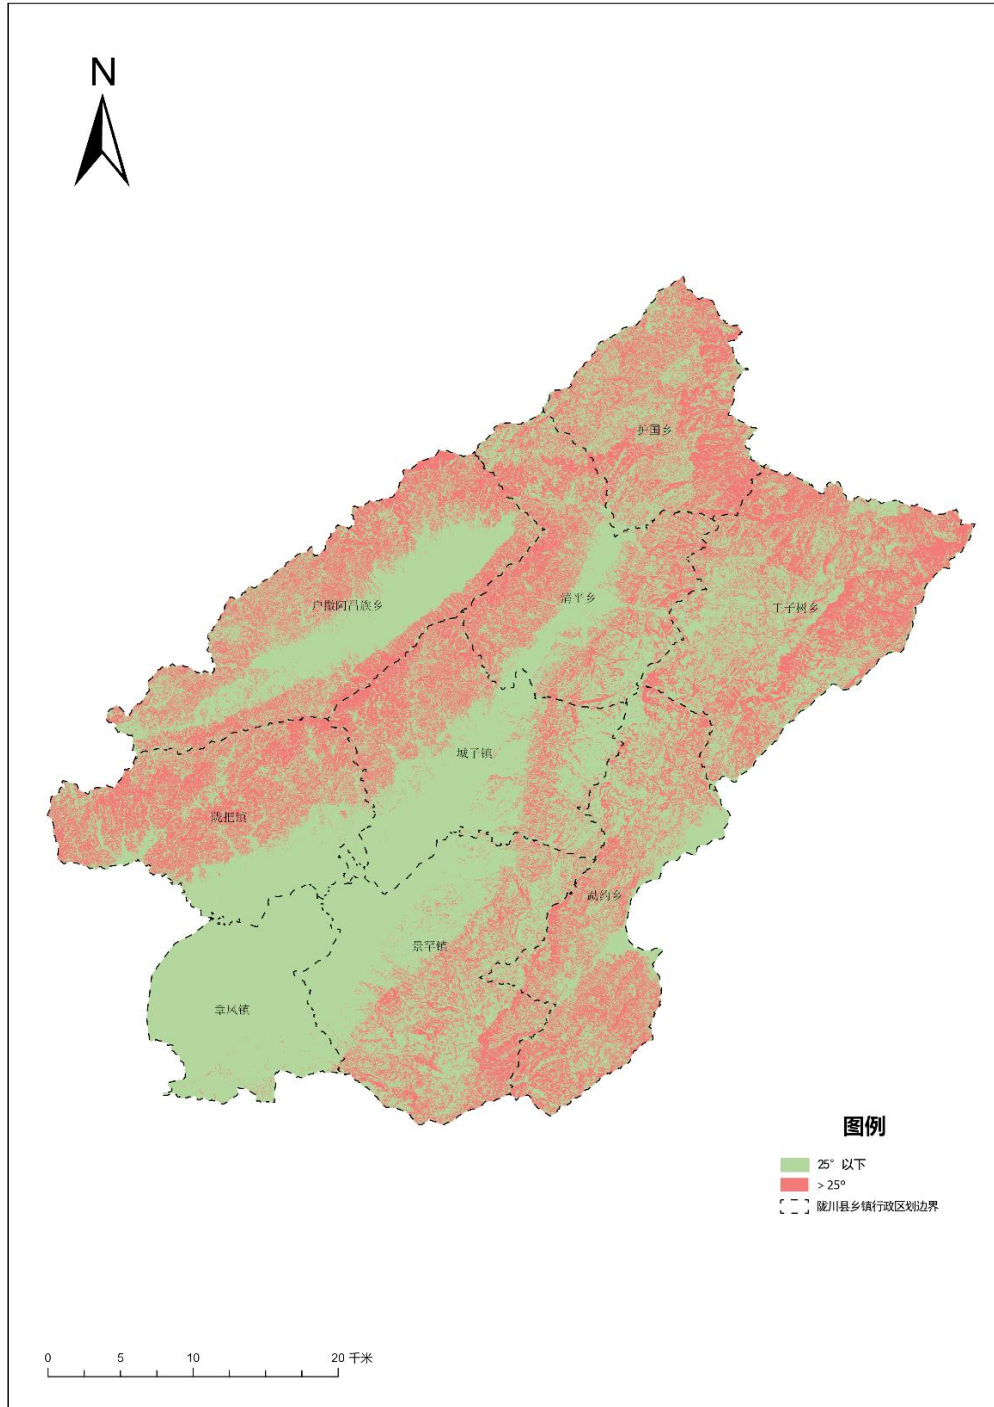 N
护国乡
户撒阿昌族乡
清平乡
王子树乡
城子镇
陇把镇
勐约乡
景罕镇
章凤镇
图例
25° 以下
> 25°
陇川县乡镇行政区划边界
0 5 10 20 千米